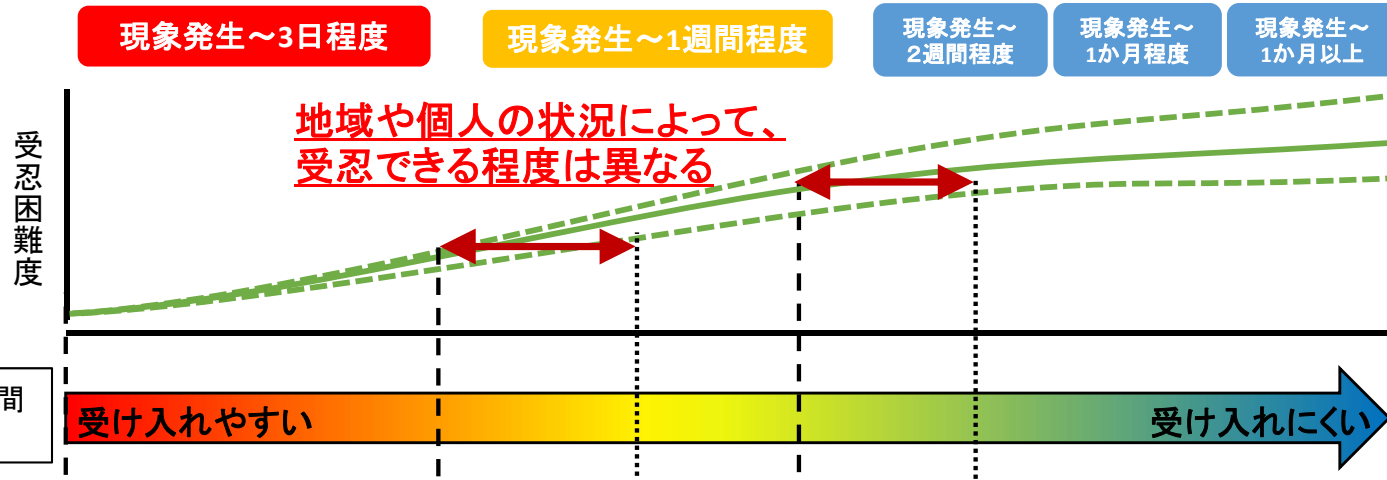 現象発生～3日程度
現象発生～1週間程度
現象発生～
2週間程度
現象発生～
1か月程度
現象発生～
1か月以上
地域や個人の状況によって、
受忍できる程度は異なる
受忍困難度
間
受け入れやすい
受け入れにくい